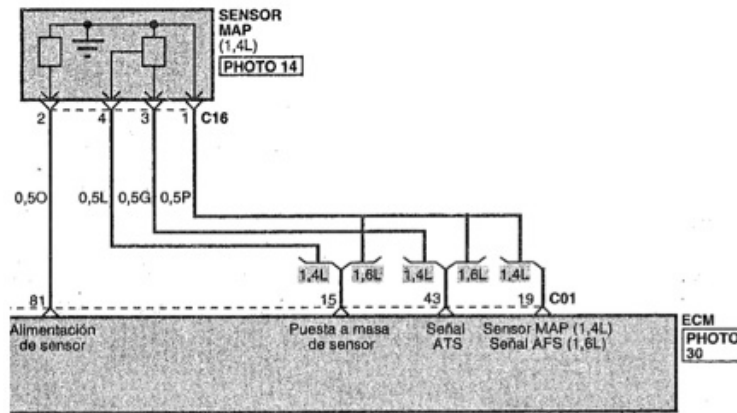 SENSOR
MAP
(1,4L)
PHOTO 14
2 4 3 1 C16
0,5O 0,5L 0,5G 0,5P
1,4L 1,6L 1,4L 1,6L 1,4L
81 15 43 19 C01
Alimentación
de sensor
Puesta a masa
de sensor
Señal
ATS
Sensor MAP (1,4L)
Señal AFS (1,6L)
ECM
PHOTO
30